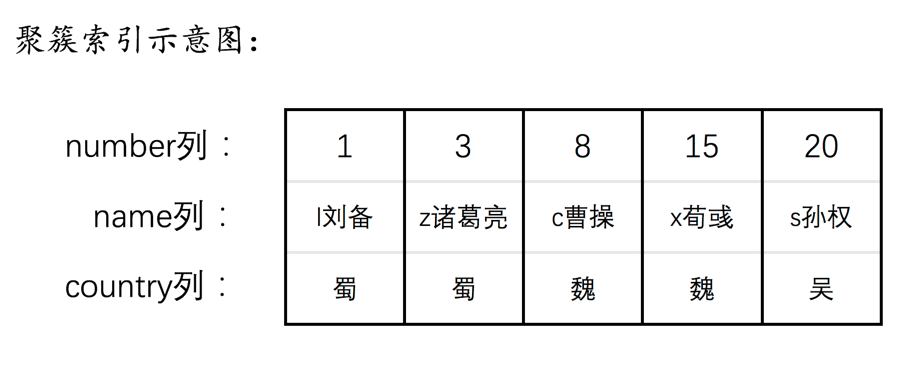 聚簇索引示意图：
number列： 1 3 8 15 20
name列： l刘备 z诸葛亮 c曹操 x荀彧 s孙权
country列： 蜀 蜀 魏 魏 吴